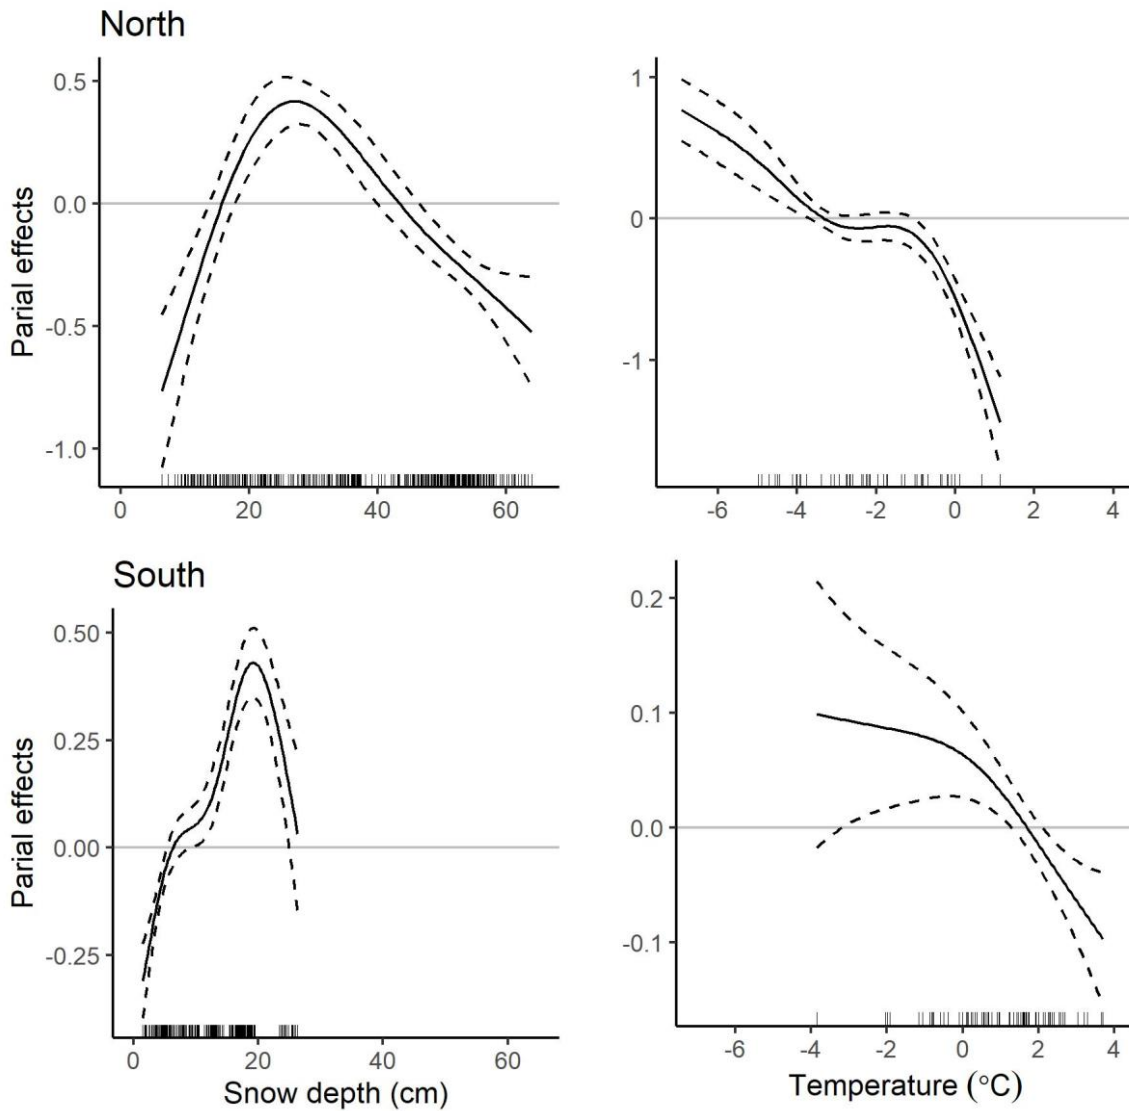 North
Parial effects
0.5
0.0
-0.5
-1.0
0 20 40 60
1
0
-1
-6 -4 -2 0 2 4
South
Parial effects
0.50
0.25
0.00
-0.25
0 20 40 60
Snow depth (cm)
0.2
0.1
0.0
-0.1
-6 -4 -2 0 2 4
Temperature (°C)